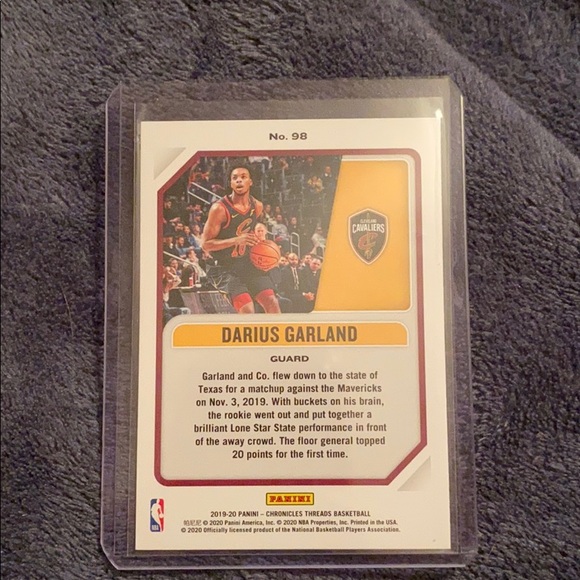 No. 98
CLEVELAND
CAVALIERS
DARIUS GARLAND
GUARD
Garland and Co. flew down to the state of
Texas for a matchup against the Mavericks
on Nov. 3, 2019. With buckets on his brain,
the rookie went out and put together a
brilliant Lone Star State performance in front
of the away crowd. The floor general topped
20 points for the first time.
PANINI
2019-20 PANINI – CHRONICLES THREADS BASKETBALL
帕尼尼 © 2020 Panini America, Inc. © 2020 NBA Properties, Inc. Printed in the USA.
© 2020 Officially licensed product of the National Basketball Players Association.